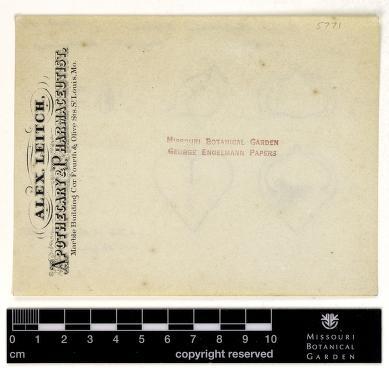 5771
ALEX. LEITCH,
APOTHECARY & PHARMACEUTIST,
Marble Building Cor. Fourth & Olive Sts. St. Louis, Mo.
MISSOURI BOTANICAL GARDEN
GEORGE ENGELMANN PAPERS
0 1 2 3 4 5 6 7 8 9 10
cm
copyright reserved
MISSOURI
BOTANICAL
GARDEN